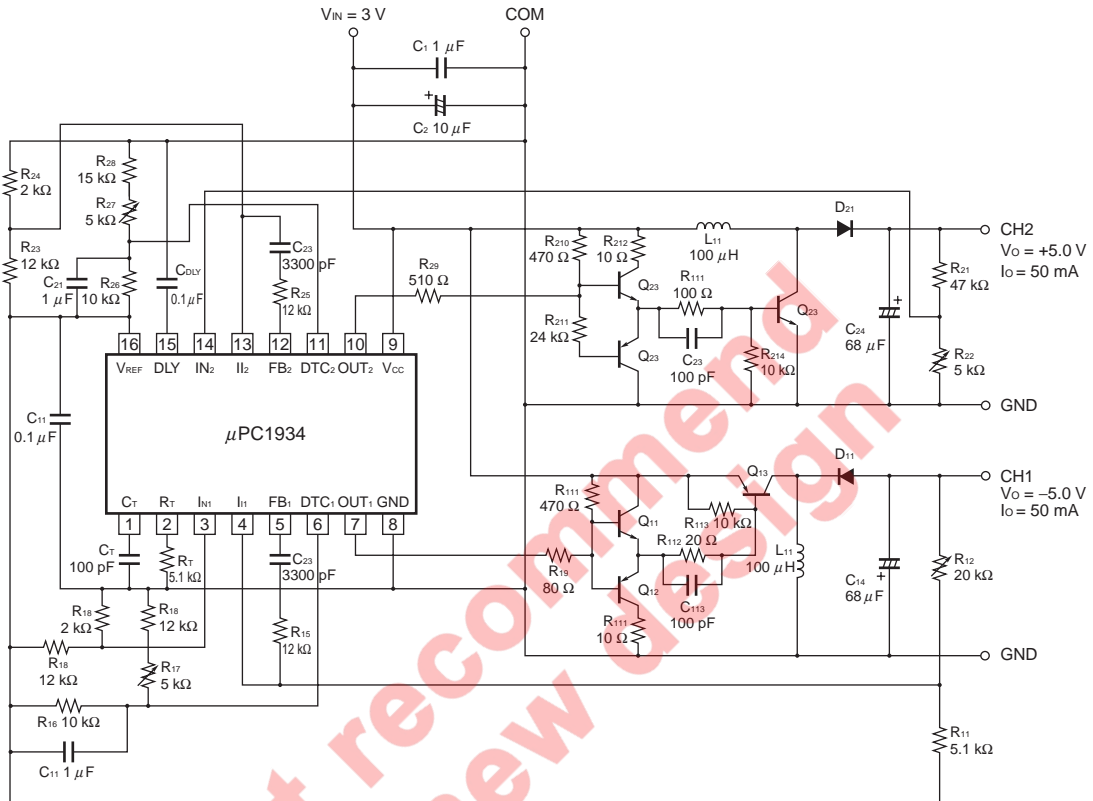 VIN = 3 V
COM
C1 1 μF
C2 10 μF
R24
2 kΩ
R28
15 kΩ
R27
5 kΩ
R23
12 kΩ
C21
1 μF
R26
10 kΩ
CDLY
0.1μF
C23
3300 pF
R25
12 kΩ
R29
510 Ω
R210
470 Ω
R212
10 Ω
L11
100 μH
D21
CH2
VO = +5.0 V
IO = 50 mA
R211
24 kΩ
Q23
R111
100 Ω
Q23
C23
100 pF
Q23
R214
10 kΩ
C24
68 μF
+
R21
47 kΩ
R22
5 kΩ
GND
16 15 14 13 12 11 10 9
VREF DLY IN2 II2 FB2 DTC2 OUT2 VCC
C11
0.1 μF
μPC1934
CT RT IN1 II1 FB1 DTC1 OUT1 GND
1 2 3 4 5 6 7 8
CT
100 pF
RT
5.1 kΩ
C23
3300 pF
R18
2 kΩ
R18
12 kΩ
R18
12 kΩ
R17
5 kΩ
R15
12 kΩ
R16 10 kΩ
C11 1 μF
R19
80 Ω
R111
470 Ω
Q11
Q12
R111
10 Ω
Q13
R113
10 kΩ
R112 20 Ω
C113
100 pF
D11
L11
100 μH
C14
68 μF
+
CH1
VO = −5.0 V
IO = 50 mA
R12
20 kΩ
GND
R11
5.1 kΩ
t recommend
new design